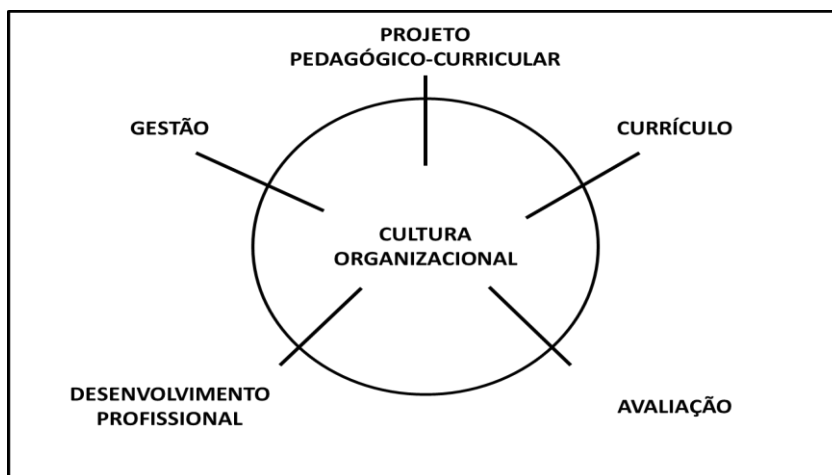 PROJETO
PEDAGÓGICO-CURRICULAR
GESTÃO
CURRÍCULO
CULTURA
ORGANIZACIONAL
DESENVOLVIMENTO
PROFISSIONAL
AVALIAÇÃO